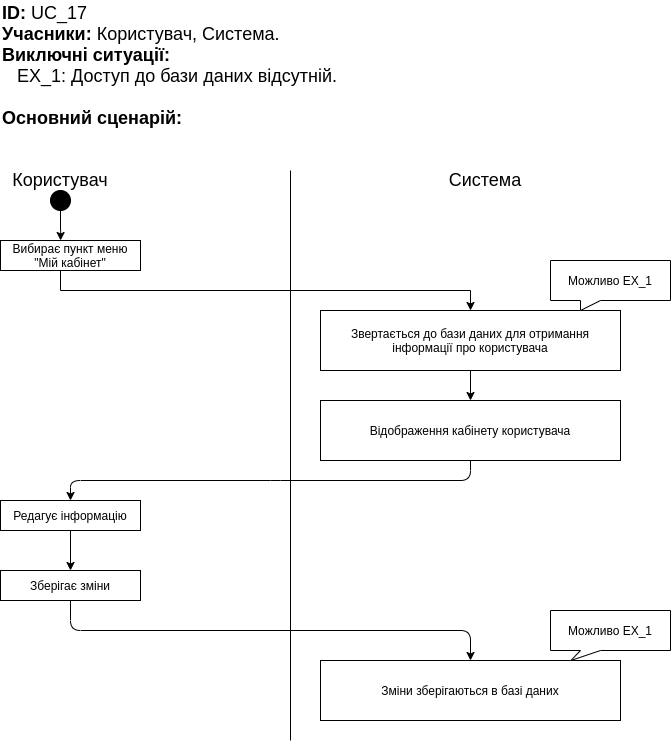 ID: UC_17
Учасники: Користувач, Система.
Виключні ситуації:
EX_1: Доступ до бази даних відсутній.
Основний сценарій:
Користувач
Система
Вибирає пункт меню
"Мій кабінет"
Можливо EX_1
Звертається до бази даних для отримання
інформації про користувача
Відображення кабінету користувача
Редагує інформацію
Зберігає зміни
Можливо EX_1
Зміни зберігаються в базі даних